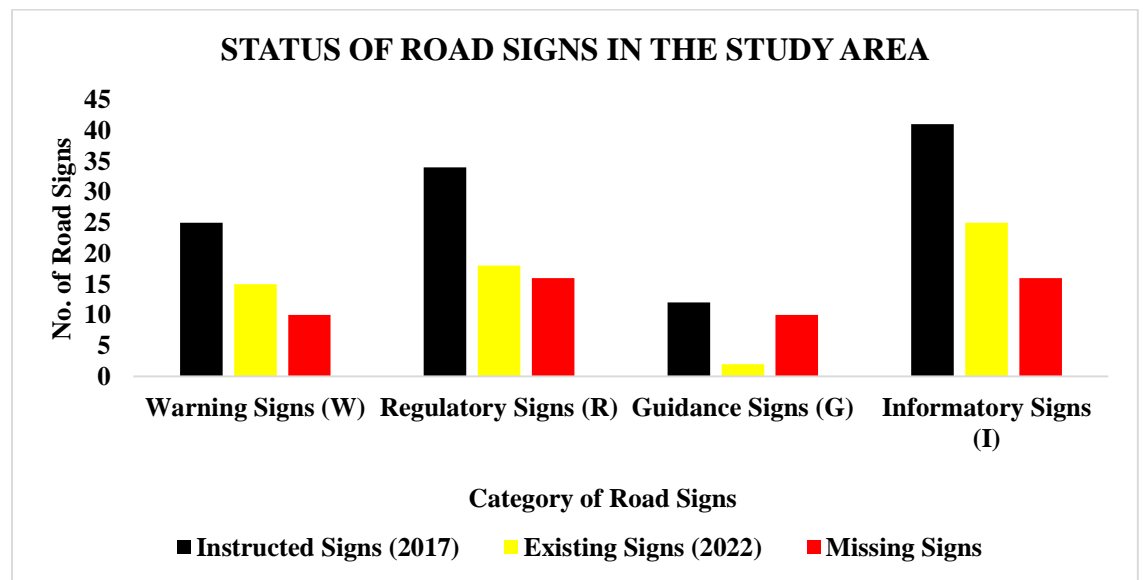 STATUS OF ROAD SIGNS IN THE STUDY AREA
No. of Road Signs
45
40
35
30
25
20
15
10
5
0
Warning Signs (W) Regulatory Signs (R) Guidance Signs (G) Informatory Signs
(I)
Category of Road Signs
Instructed Signs (2017) Existing Signs (2022) Missing Signs